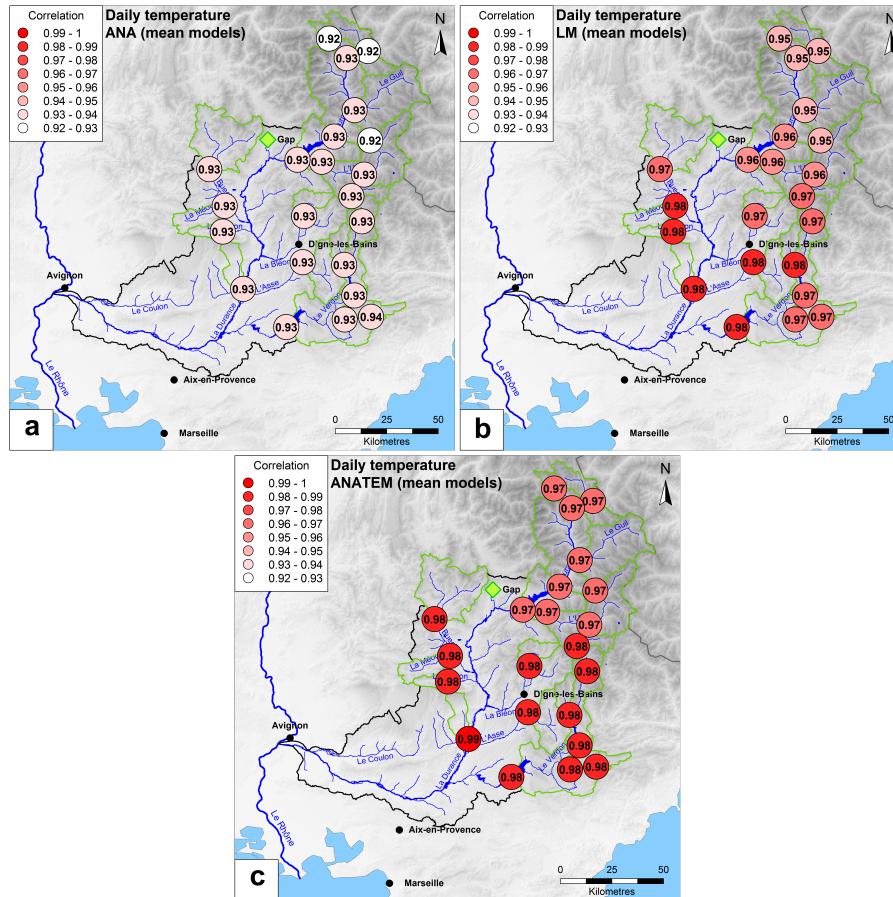 Correlation
0.99 - 1
0.98 - 0.99
0.97 - 0.98
0.96 - 0.97
0.95 - 0.96
0.94 - 0.95
0.93 - 0.94
0.92 - 0.93
Daily temperature
ANA (mean models)
N
0.92
0.92
0.93
Le Guil
0.93
0.93
0.92
Gap
0.93
0.93
0.93
0.93
0.93
0.93
0.93
0.93
0.93
La Méou
Digne-les-Bains
0.93
0.93
La Bléon
Avignon
0.93
L'Asse
0.93
Le Coulon
La Durance
Le Verdon
0.93
0.93
0.94
Le Rhône
Aix-en-Provence
Marseille
0 25 50
Kilometres
a
Correlation
0.99 - 1
0.98 - 0.99
0.97 - 0.98
0.96 - 0.97
0.95 - 0.96
0.94 - 0.95
0.93 - 0.94
0.92 - 0.93
Daily temperature
LM (mean models)
N
0.95
0.95
0.95
Le Guil
0.95
0.96
0.95
Gap
0.96
0.96
0.97
0.96
0.97
0.98
0.97
0.97
0.98
La Méou
Digne-les-Bains
0.98
0.98
La Bléon
Avignon
0.98
L'Asse
0.97
Le Coulon
La Durance
Le Verdon
0.98
0.97
0.97
Le Rhône
Aix-en-Provence
Marseille
0 25 50
Kilometres
b
Correlation
0.99 - 1
0.98 - 0.99
0.97 - 0.98
0.96 - 0.97
0.95 - 0.96
0.94 - 0.95
0.93 - 0.94
0.92 - 0.93
Daily temperature
ANATEM (mean models)
N
0.97
0.97
0.97
Le Guil
0.97
0.97
0.97
Gap
0.97
0.97
0.98
0.97
0.98
0.98
0.98
0.98
0.98
La Méou
Digne-les-Bains
0.98
0.98
La Bléon
Avignon
0.99
L'Asse
0.98
Le Coulon
La Durance
Le Verdon
0.98
0.98
0.98
Le Rhône
Aix-en-Provence
Marseille
0 25 50
Kilometres
c